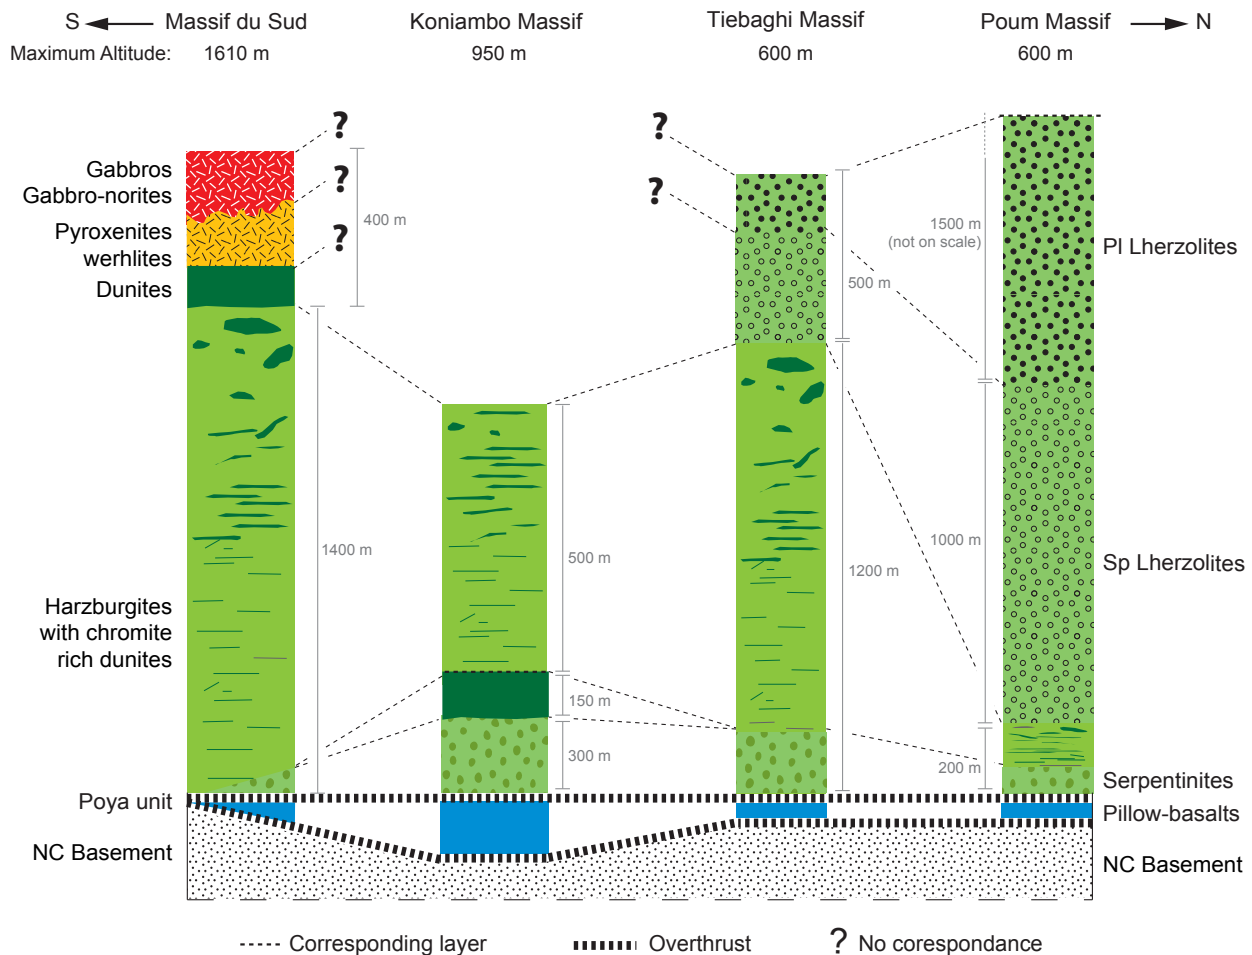 S Massif du Sud Koniambo Massif Tiebaghi Massif Poum Massif N
Maximum Altitude: 1610 m 950 m 600 m 600 m
?
?
Gabbros
Gabbro-norites
?
?
400 m
1500 m
(not on scale)
Pyroxenites
werhlites
?
Pl Lherzolites
Dunites
500 m
1400 m
500 m
1200 m
1000 m
Sp Lherzolites
Harzburgites
with chromite
rich dunites
150 m
300 m
200 m
Serpentinites
Poya unit
Pillow-basalts
NC Basement
NC Basement
Corresponding layer Overthrust ? No corespondance